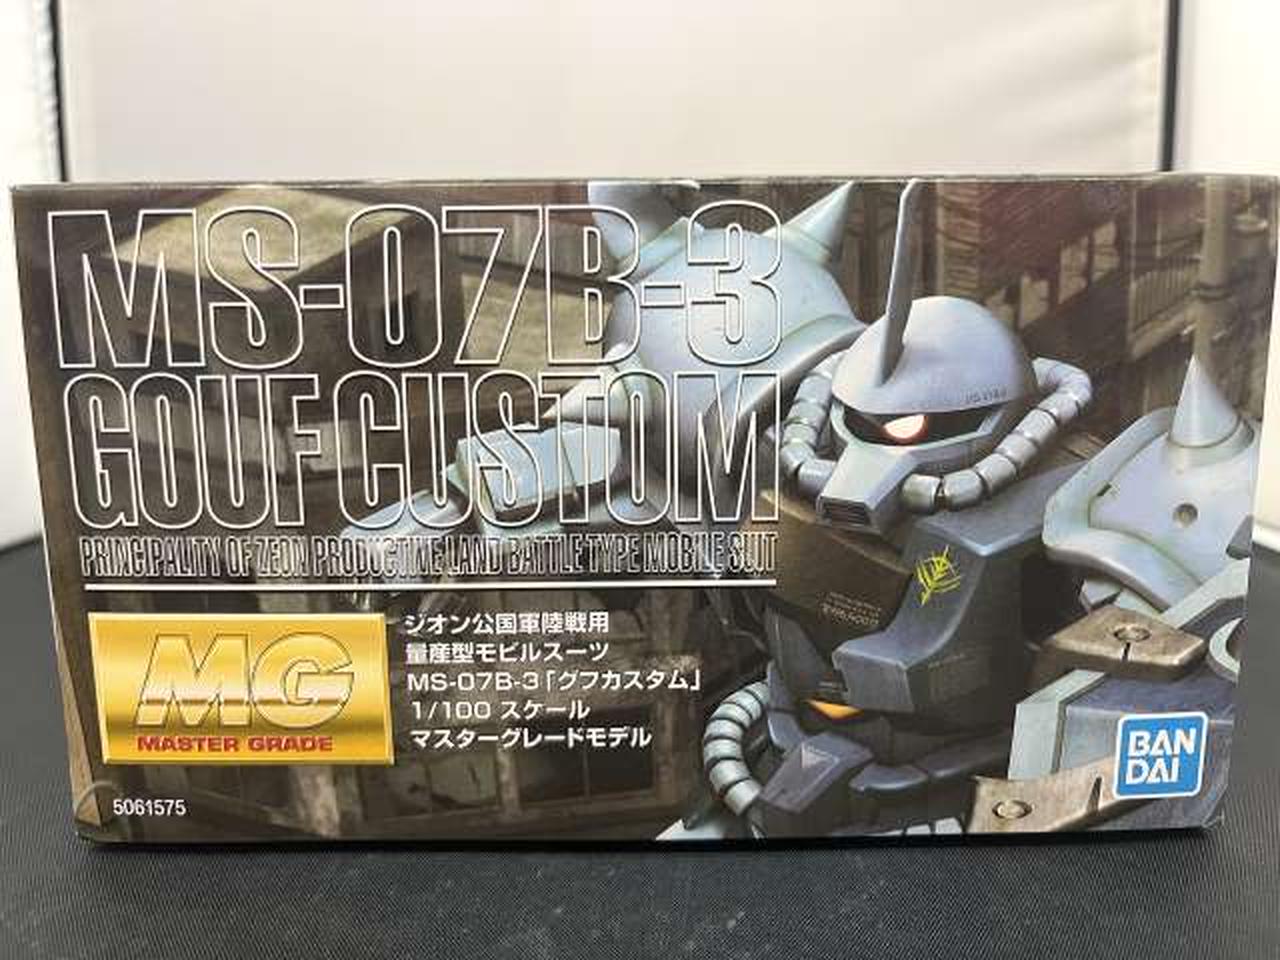 MS-07B-3
GOUF CUSTOM
PRINCIPALITY OF ZEON PRODUCTIVE LAND BATTLE TYPE MOBILE SUIT
MG
MASTER GRADE
ジオン公国軍陸戦用
量産型モビルスーツ
MS-07B-3「グフカスタム」
1/100 スケール
マスターグレードモデル
5061575
BAN
DAI